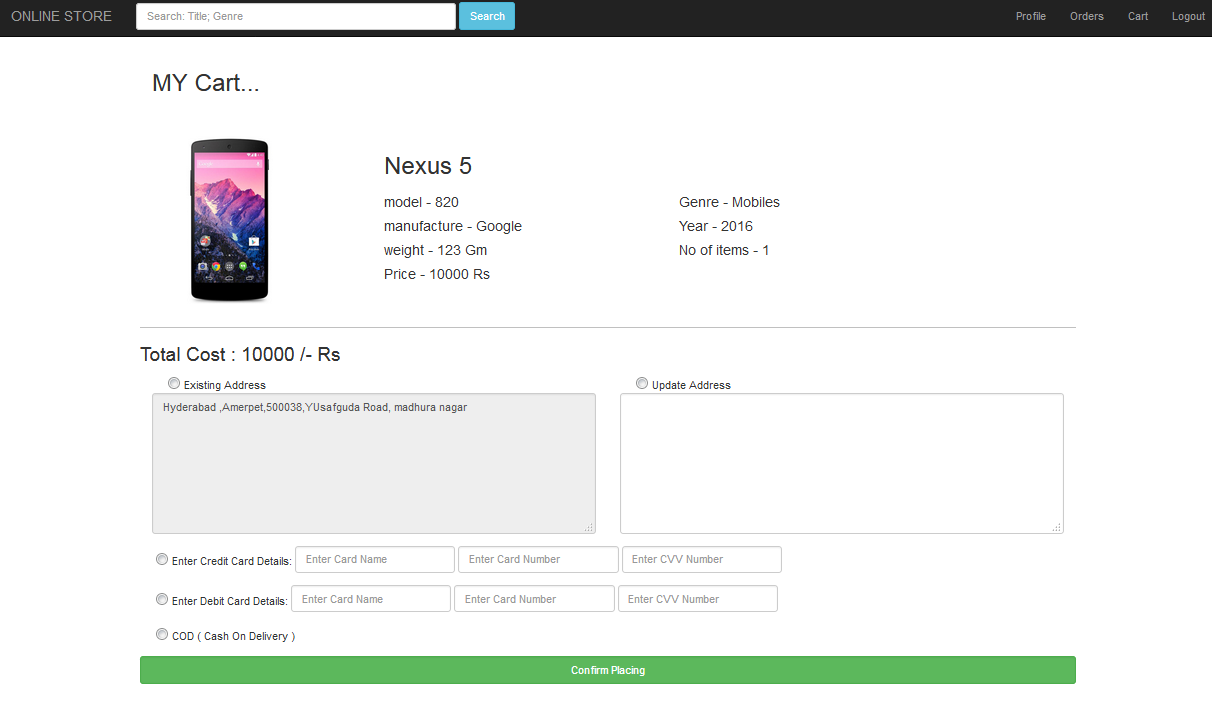 ONLINE STORE Search: Title; Genre Search Profile Orders Cart Logout
MY Cart...
Nexus 5
model - 820 Genre - Mobiles
manufacture - Google Year - 2016
weight - 123 Gm No of items - 1
Price - 10000 Rs
Total Cost : 10000 /- Rs
Existing Address Update Address
Hyderabad ,Amerpet,500038,YUsafguda Road, madhura nagar
Enter Credit Card Details: Enter Card Name Enter Card Number Enter CVV Number
Enter Debit Card Details: Enter Card Name Enter Card Number Enter CVV Number
COD ( Cash On Delivery )
Confirm Placing